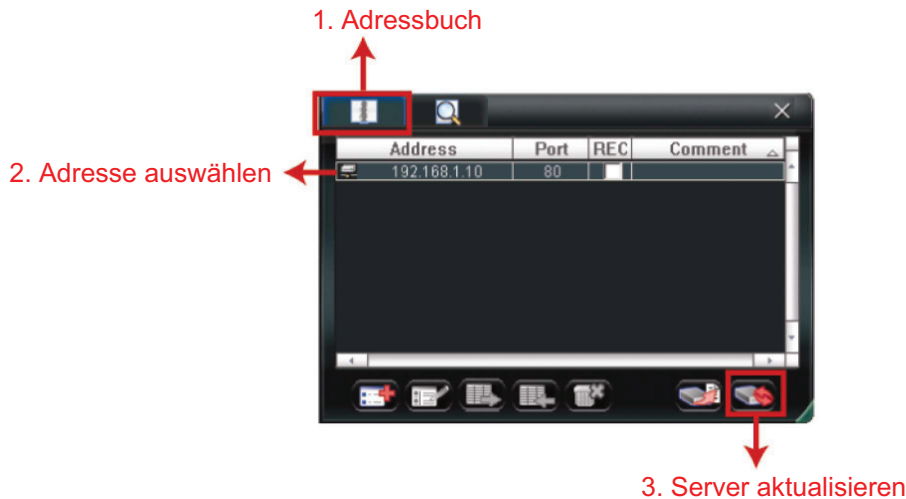 1. Adressbuch
Address Port REC Comment
2. Adresse auswählen
192.168.1.10 80
3. Server aktualisieren